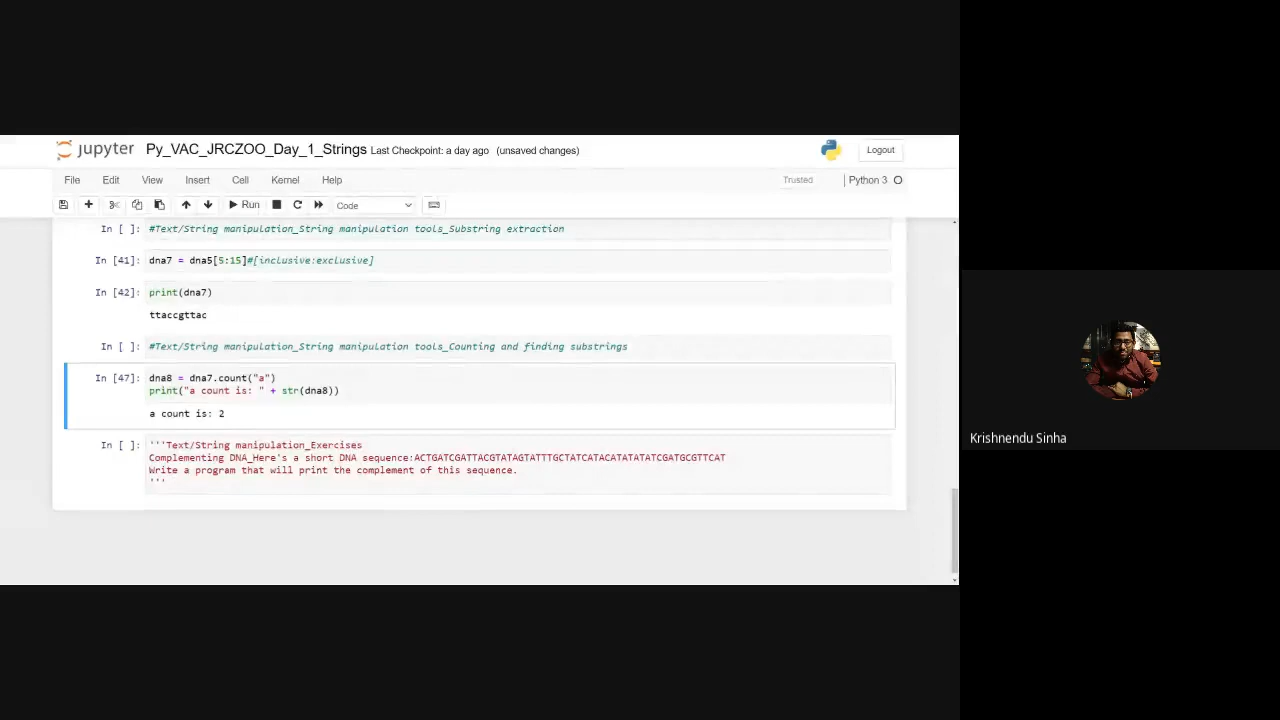 jupyter Py_VAC_JRCZOO_Day_1_Strings Last Checkpoint: a day ago (unsaved changes)
Logout
File Edit View Insert Cell Kernel Help
Trusted Python 3
Run Code
In [ ]: #Text/String manipulation_String manipulation tools_Substring extraction
In [41]: dna7 = dna5[5:15]#[inclusive:exclusive]
In [42]: print(dna7)
ttaccgttac
In [ ]: #Text/String manipulation_String manipulation tools_Counting and finding substrings
In [47]: dna8 = dna7.count("a")
print("a count is: " + str(dna8))
a count is: 2
In [ ]: '''Text/String manipulation_Exercises
Complementing DNA_Here's a short DNA sequence:ACTGATCGATTACGTATAGTATTTGCTATCATACATATATATCGATGCGTTCAT
Write a program that will print the complement of this sequence.
'''
Krishnendu Sinha